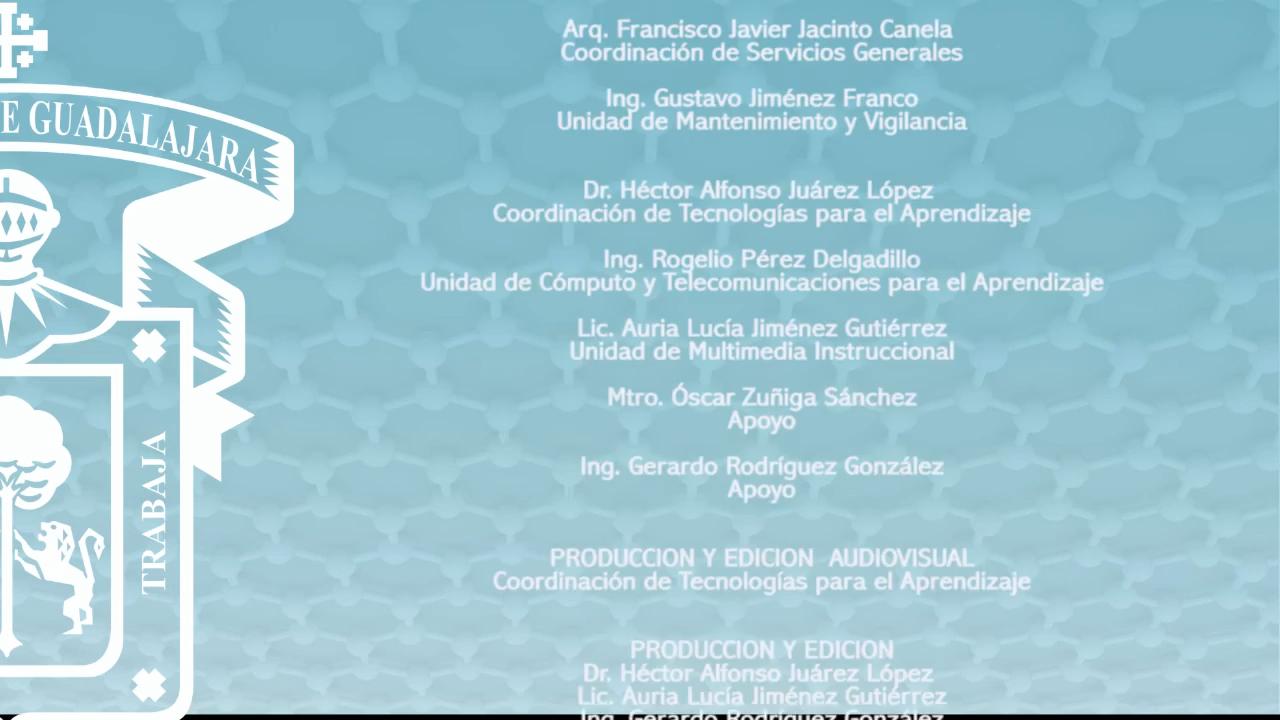 E GUADALAJARA
TRABAJA
Arq. Francisco Javier Jacinto Canela
Coordinación de Servicios Generales
Ing. Gustavo Jiménez Franco
Unidad de Mantenimiento y Vigilancia
Dr. Héctor Alfonso Juárez López
Coordinación de Tecnologías para el Aprendizaje
Ing. Rogelio Pérez Delgadillo
Unidad de Cómputo y Telecomunicaciones para el Aprendizaje
Lic. Auria Lucía Jiménez Gutiérrez
Unidad de Multimedia Instruccional
Mtro. Óscar Zuñiga Sánchez
Apoyo
Ing. Gerardo Rodríguez González
Apoyo
PRODUCCION Y EDICION AUDIOVISUAL
Coordinación de Tecnologías para el Aprendizaje
PRODUCCION Y EDICION
Dr. Héctor Alfonso Juárez López
Lic. Auria Lucía Jiménez Gutiérrez
Ing. Gerardo Rodríguez González